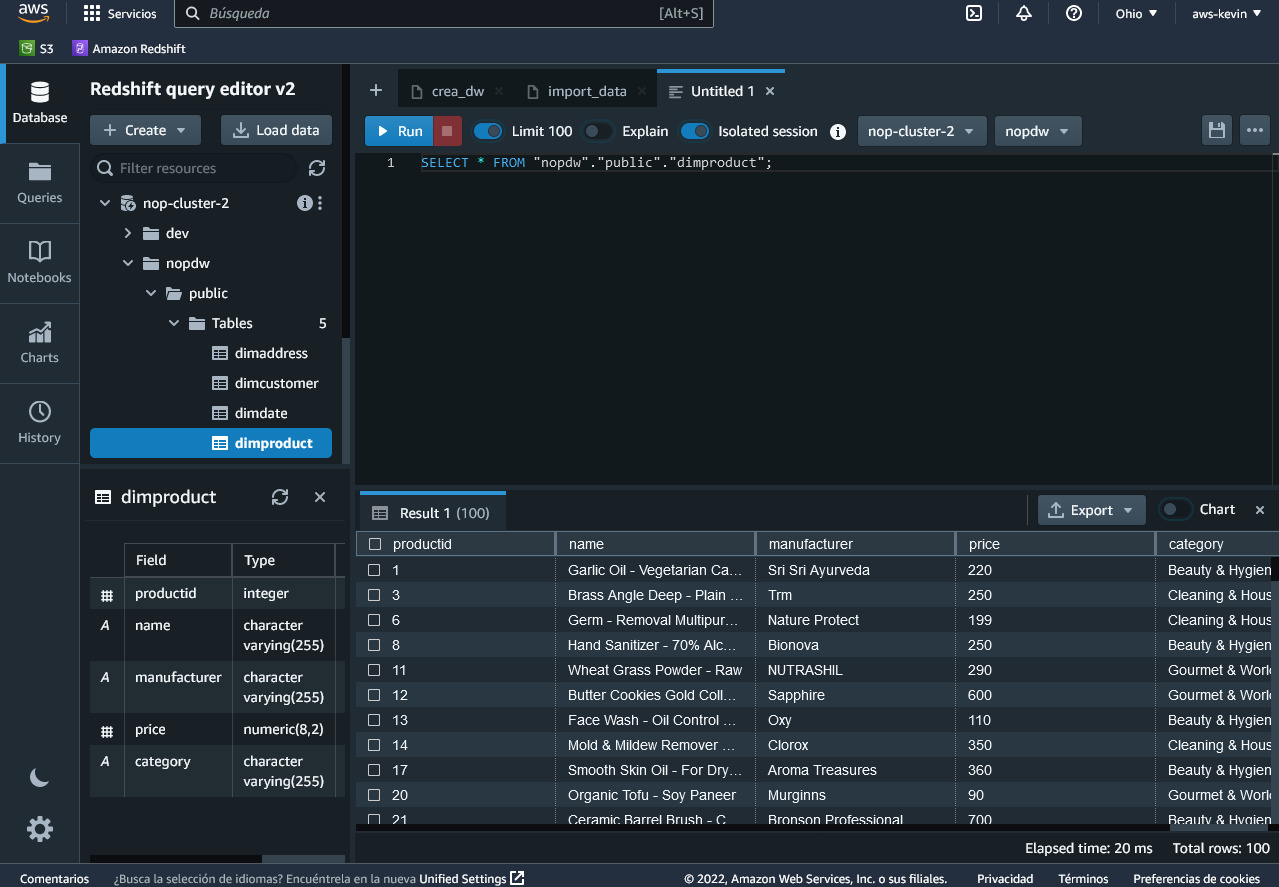 aws
Servicios
Búsqueda
[Alt+S]
Ohio
aws-kevin
S3
Amazon Redshift
Database
Queries
Notebooks
Charts
History
Redshift query editor v2
Create
Load data
Filter resources
nop-cluster-2
dev
nopdw
public
Tables 5
dimaddress
dimcustomer
dimdate
dimproduct
dimproduct
Field Type
productid integer
A name character
varying(255)
A manufacturer character
varying(255)
price numeric(8,2)
A category character
varying(255)
crea_dw
import_data
Untitled 1
Run
Limit 100
Explain
Isolated session
nop-cluster-2
nopdw
1 SELECT * FROM "nopdw"."public"."dimproduct";
Result 1 (100)
Export
Chart
productid name manufacturer price category
1 Garlic Oil - Vegetarian Ca... Sri Sri Ayurveda 220 Beauty & Hygien
3 Brass Angle Deep - Plain ... Trm 250 Cleaning & Hous
6 Germ - Removal Multipur... Nature Protect 199 Cleaning & Hous
8 Hand Sanitizer - 70% Alc... Bionova 250 Beauty & Hygien
11 Wheat Grass Powder - Raw NUTRASHIL 290 Gourmet & Worl
12 Butter Cookies Gold Coll... Sapphire 600 Gourmet & Worl
13 Face Wash - Oil Control ... Oxy 110 Beauty & Hygien
14 Mold & Mildew Remover ... Clorox 350 Cleaning & Hous
17 Smooth Skin Oil - For Dry... Aroma Treasures 360 Beauty & Hygien
20 Organic Tofu - Soy Paneer Murginns 90 Gourmet & Worl
21 Ceramic Barrel Brush - C Bronson Professional 700 Beauty & Hygien
Elapsed time: 20 ms Total rows: 100
Comentarios
¿Busca la selección de idiomas? Encuéntrela en la nueva Unified Settings
© 2022, Amazon Web Services, Inc. o sus filiales.
Privacidad
Términos
Preferencias de cookies